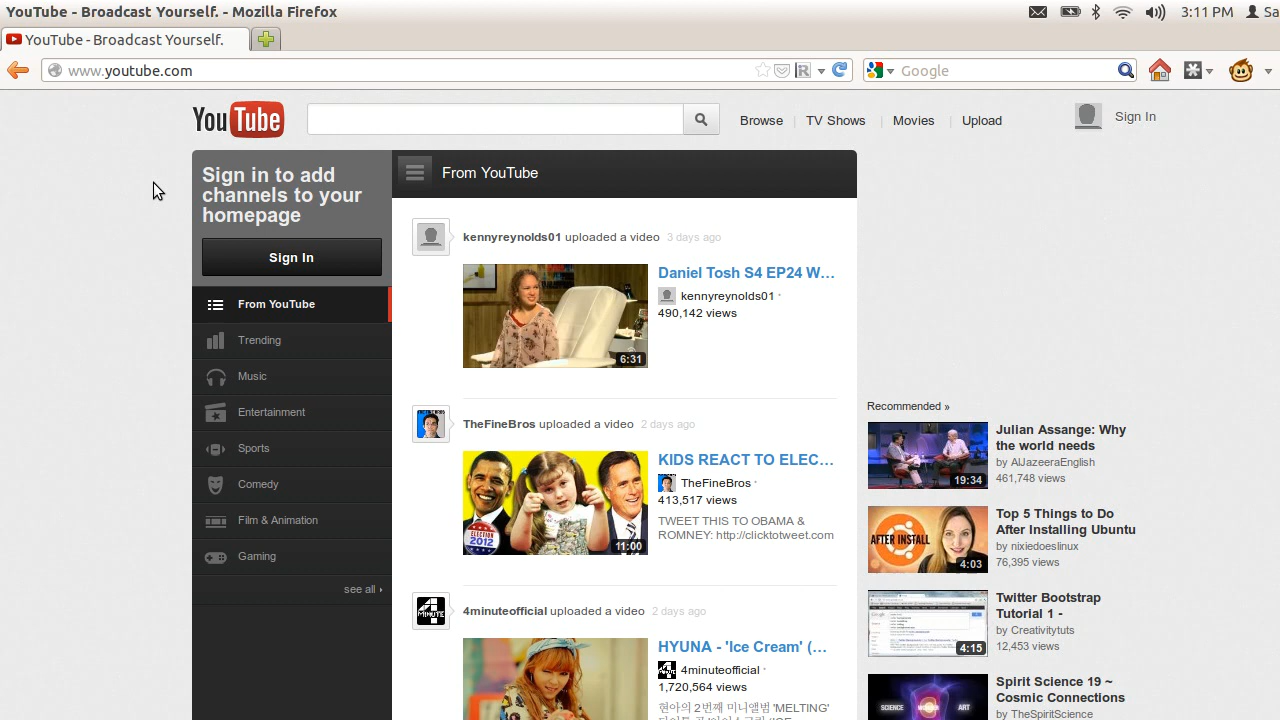 YouTube - Broadcast Yourself. - Mozilla Firefox
3:11 PM
Sa
YouTube - Broadcast Yourself.
www.youtube.com
Google
YouTube
Browse
TV Shows
Movies
Upload
Sign In
Sign in to add
channels to your
homepage
Sign In
From YouTube
Trending
Music
Entertainment
Sports
Comedy
Film & Animation
Gaming
see all
From YouTube
kennyreynolds01 uploaded a video 3 days ago
Daniel Tosh S4 EP24 W...
kennyreynolds01
490,142 views
6:31
TheFineBros uploaded a video 2 days ago
KIDS REACT TO ELEC...
TheFineBros
413,517 views
TWEET THIS TO OBAMA &
ROMNEY: http://clicktotweet.com
ELECTION
2012
11:00
4minuteofficial uploaded a video 2 days ago
4MINUTE
HYUNA - 'Ice Cream' (...
4minuteofficial
1,720,564 views
현아의 2번째 미니앨범 'MELTING'
Recommended »
Julian Assange: Why
the world needs
by AlJazeeraEnglish
461,748 views
19:34
Top 5 Things to Do
After Installing Ubuntu
by nixiedoeslinux
76,395 views
AFTER INSTALL
4:03
Twitter Bootstrap
Tutorial 1 -
by Creativitytuts
12,453 views
4:15
Spirit Science 19 ~
Cosmic Connections
by TheSpiritScience
SCIENCE
ART